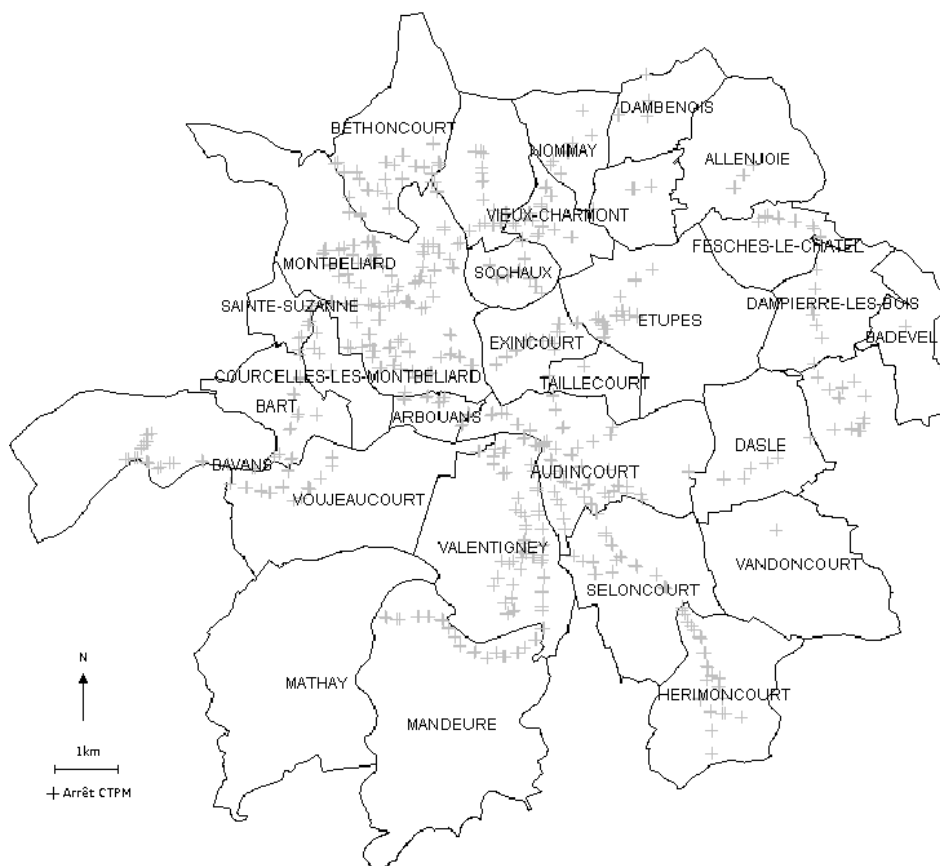 DAMBENOIS
BETHONCOURT
NOMMAY
ALLENJOIE
VIEUX-CHARMONT
FESCHES-LE-CHATEL
MONTBELIARD
SOCHAUX
SAINTE-SUZANNE
DAMPIERRE-LES-BOIS
ETUPES
BADEVEL
EXINCOURT
COURCELLES-LES-MONTBELIARD
TAILLECOURT
BART
ARBOUANS
DASLE
BAVANS
AUDINCOURT
VOUJEAUCOURT
VALENTIGNEY
VANDONCOURT
SELONCOURT
N
MATHAY
HERIMONCOURT
MANDEURE
1km
Arrêt CTPM